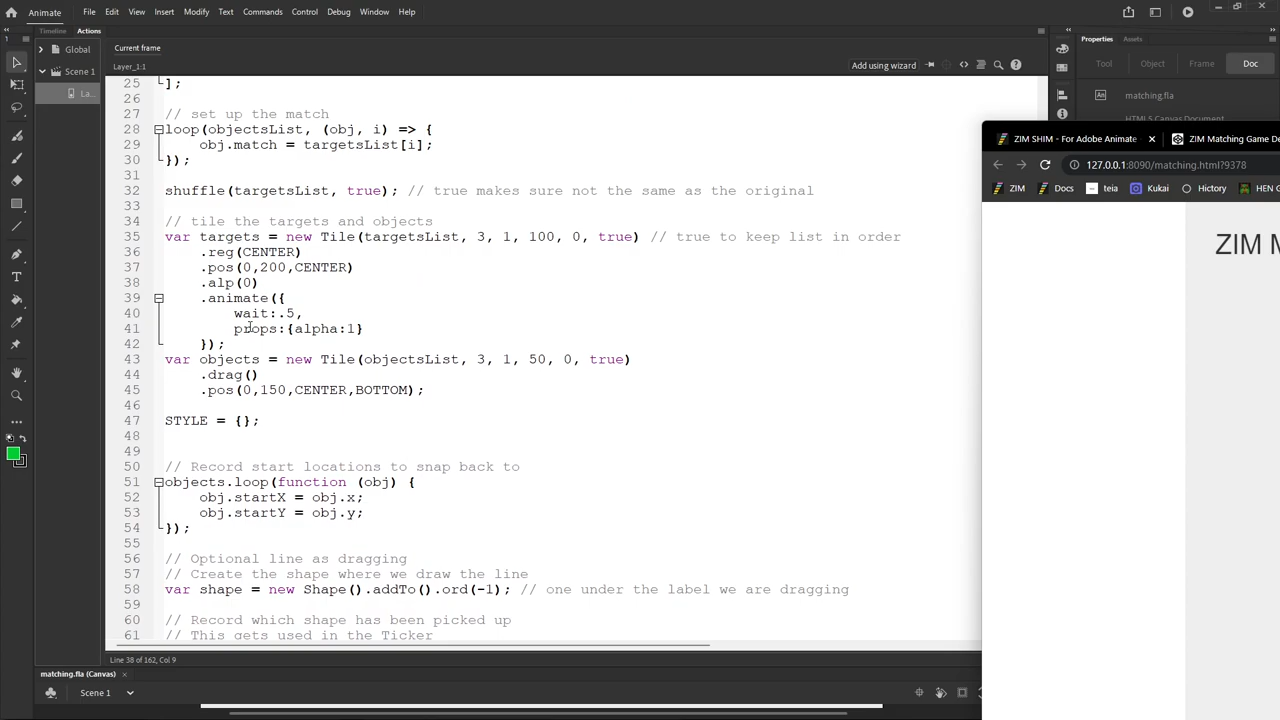 Animate
File
Edit
View
Insert
Modify
Text
Commands
Control
Debug
Window
Help
Timeline
Actions
Global
Scene 1
La...
Current frame
Layer_1:1
Add using wizard
25 ];
26
27 // set up the match
28 loop(objectsList, (obj, i) => {
29 obj.match = targetsList[i];
30 });
31
32 shuffle(targetsList, true); // true makes sure not the same as the original
33
34 // tile the targets and objects
35 var targets = new Tile(targetsList, 3, 1, 100, 0, true) // true to keep list in order
36 .reg(CENTER)
37 .pos(0,200,CENTER)
38 .alp(0)
39 .animate({
40 wait:.5,
41 props:{alpha:1}
42 });
43 var objects = new Tile(objectsList, 3, 1, 50, 0, true)
44 .drag()
45 .pos(0,150,CENTER,BOTTOM);
46
47 STYLE = {};
48
49
50 // Record start locations to snap back to
51 objects.loop(function (obj) {
52 obj.startX = obj.x;
53 obj.startY = obj.y;
54 });
55
56 // Optional line as dragging
57 // Create the shape where we draw the line
58 var shape = new Shape().addTo().ord(-1); // one under the label we are dragging
59
60 // Record which shape has been picked up
61 // This gets used in the Ticker
Line 38 of 162, Col 9
matching.fla (Canvas)
Scene 1
Properties
Assets
Tool
Object
Frame
Doc
An
matching.fla
HTML5 Canvas Document
ZIM SHIM - For Adobe Animate
ZIM Matching Game De
127.0.0.1:8090/matching.html?9378
ZIM
Docs
teia
Kukai
Hictory
HEN G
ZIM M